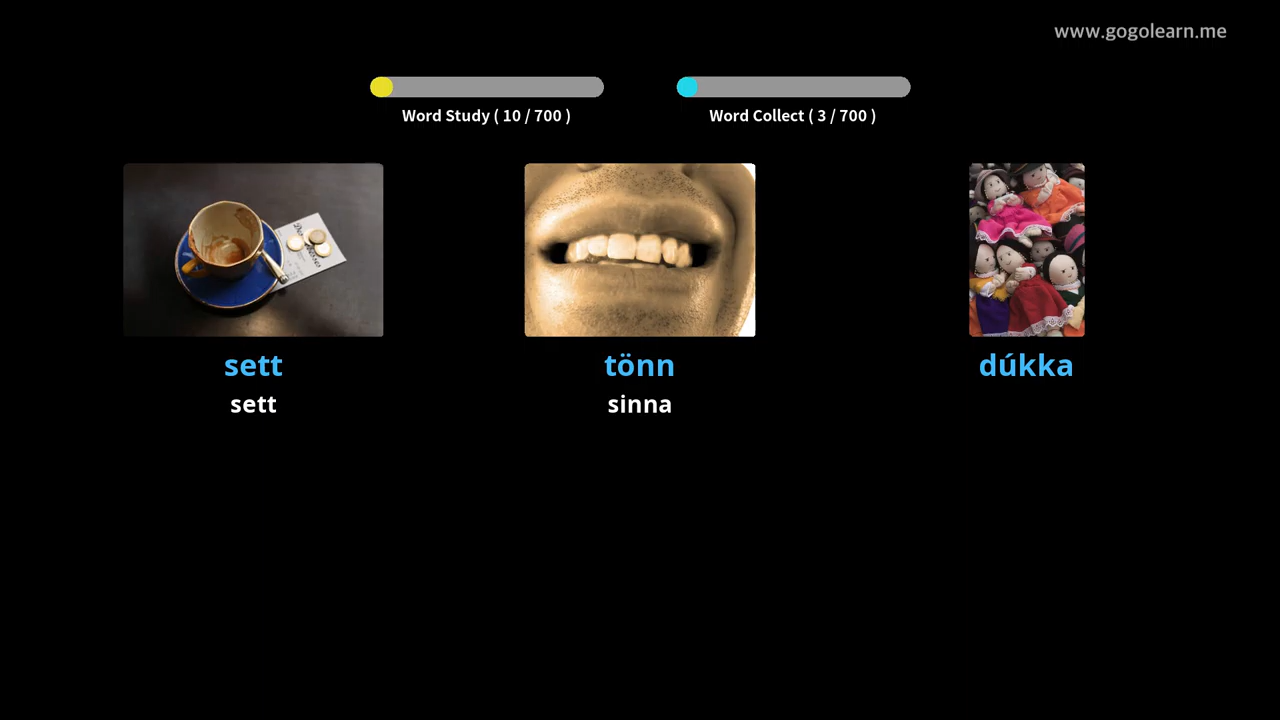 www.gogolearn.me
Word Study ( 10 / 700 )
Word Collect ( 3 / 700 )
sett
tönn
dúkka
sett
sinna